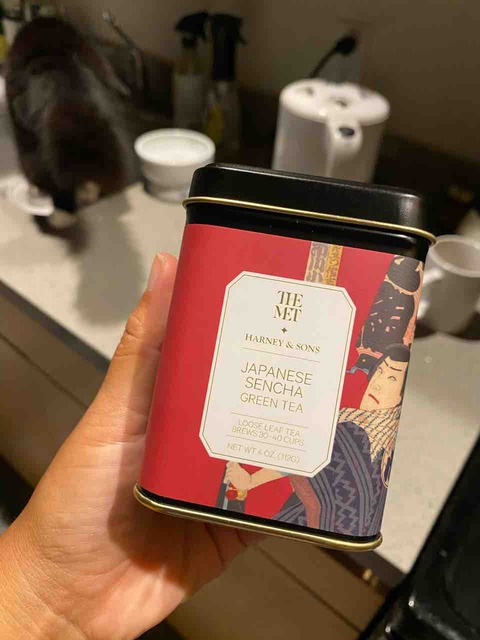 THE
MET
HARNEY & SONS
JAPANESE
SENCHA
GREEN TEA
LOOSE LEAF TEA
BREWS 30-40 CUPS
NET WT 4 OZ. (112G)